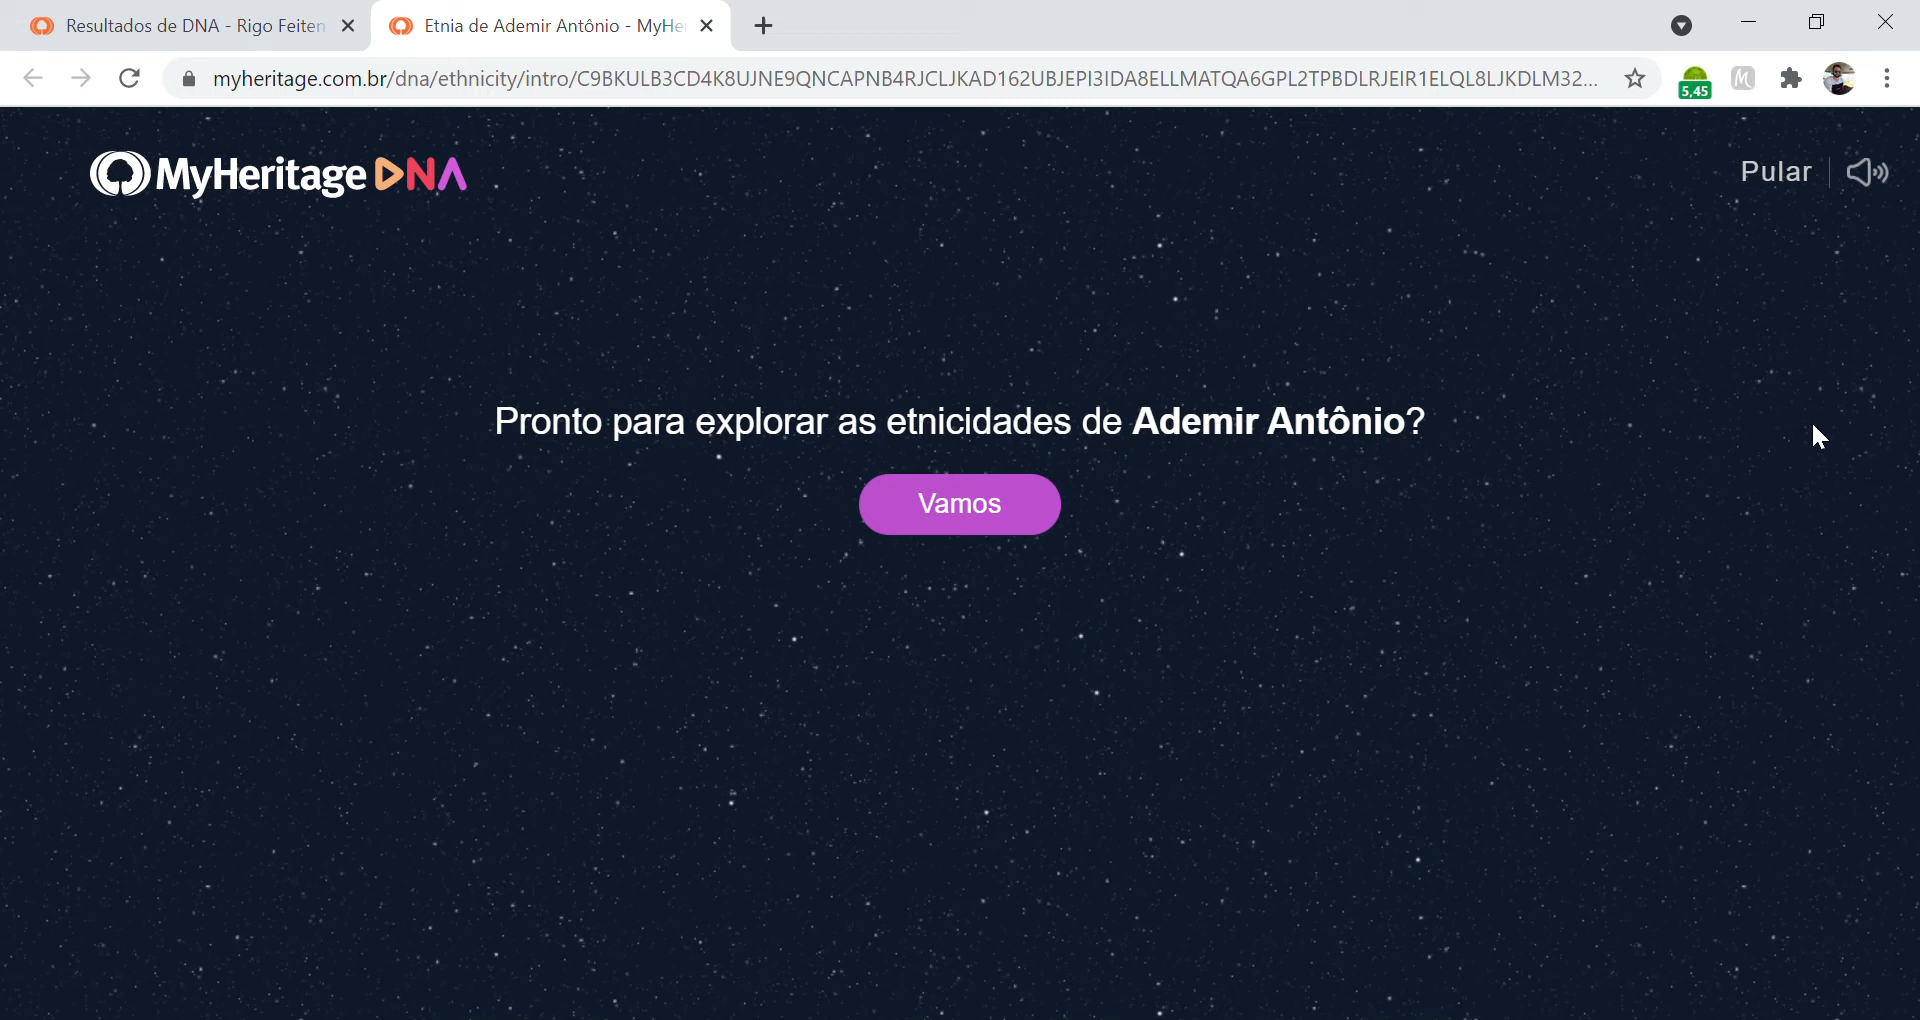 Resultados de DNA - Rigo Feiten
Etnia de Ademir Antônio - MyHe
myheritage.com.br/dna/ethnicity/intro/C9BKULB3CD4K8UJNE9QNCAPNB4RJCLJKAD162UBJEPI3IDA8ELLMATQA6GPL2TPBDLRJEIR1ELQL8LJKDLM32...
5,45
MyHeritage DNA
Pular
Pronto para explorar as etnicidades de Ademir Antônio?
Vamos